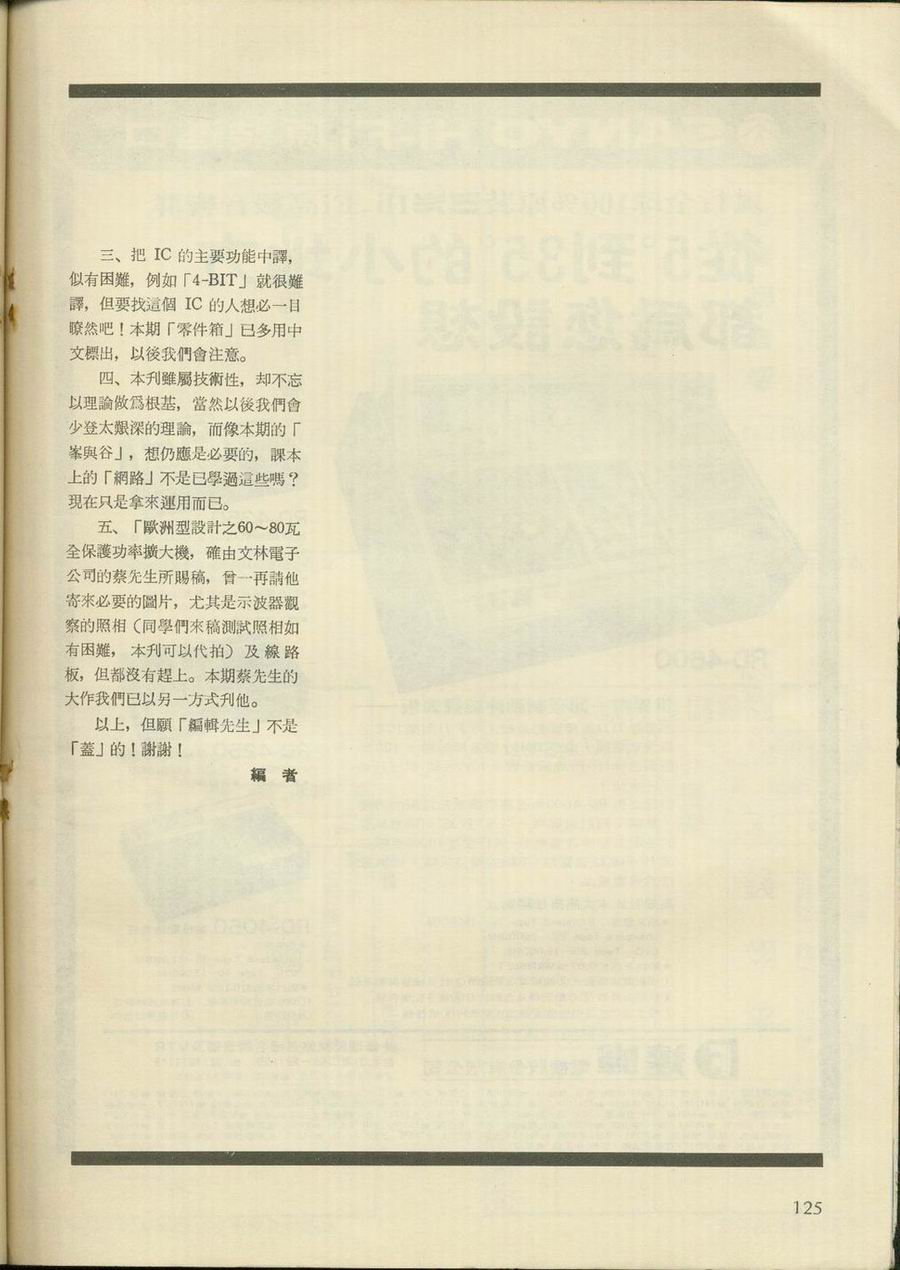 三、把 IC 的主要功能中譯，
似有困難，例如「4-BIT」就很難
譯，但要找這個 IC 的人想必一目
瞭然吧！本期「零件箱」已多用中
文標出，以後我們會注意。
四、本刋雖屬技術性，却不忘
以理論做爲根基，當然以後我們會
少登太艱深的理論，而像本期的「
峯與谷」，想仍應是必要的，課本
上的「網路」不是已學過這些嗎？
現在只是拿來運用而已。
五、「歐洲型設計之60～80瓦
全保護功率擴大機，確由文林電子
公司的蔡先生所賜稿，曾一再請他
寄來必要的圖片，尤其是示波器觀
察的照相（同學們來稿測試照相如
有困難，本刋可以代拍）及線路
板，但都沒有趕上。本期蔡先生的
大作我們已以另一方式刋他。
以上，但願「編輯先生」不是
「蓋」的！謝謝！
編者
125